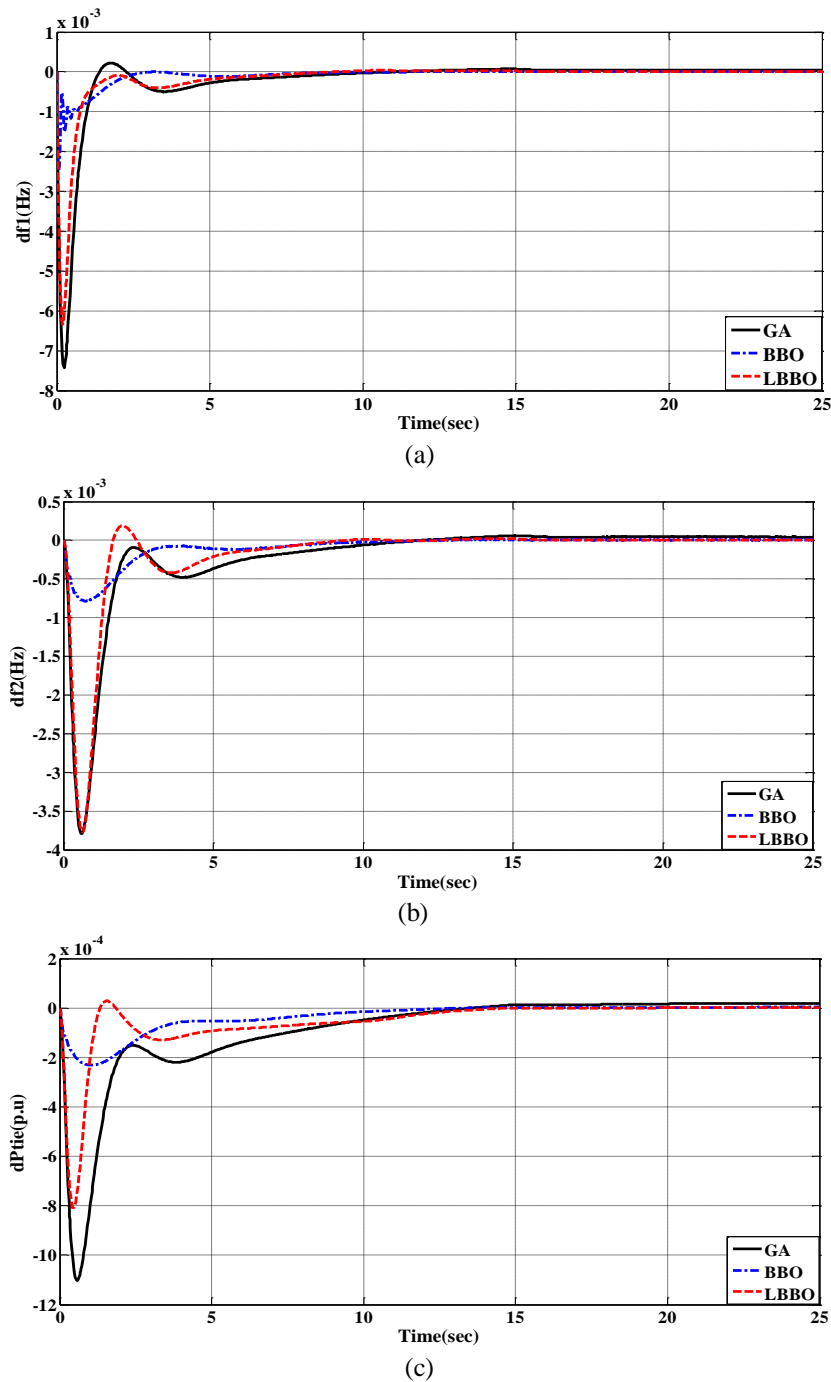 x 10-3
1
0
-1
-2
-3
-4
-5
-6
-7
-8
df1(Hz)
GA
BBO
LBBO
0 5 10 15 20 25
Time(sec)
(a)
x 10-3
0.5
0
-0.5
-1
-1.5
-2
-2.5
-3
-3.5
-4
df2(Hz)
GA
BBO
LBBO
0 5 10 15 20 25
Time(sec)
(b)
x 10-4
2
0
-2
-4
-6
-8
-10
-12
dPtie(p.u)
GA
BBO
LBBO
0 5 10 15 20 25
Time(sec)
(c)